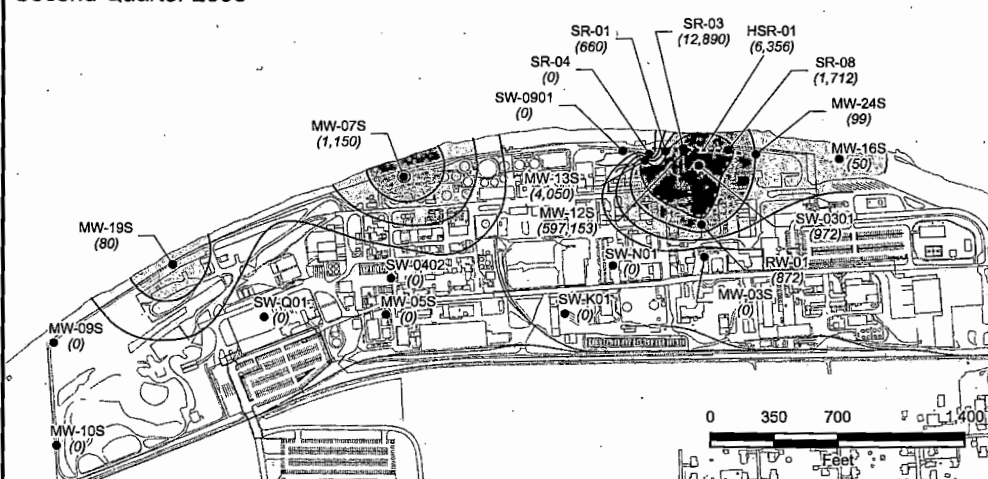 SR-03
(12,890)
HSR-01
(6,356)
SR-01
(660)
SR-04
(0)
SR-08
(1,712)
SW-0901
(0)
MW-24S
(99)
MW-07S
(1,150)
MW-16S
(50)
MW-13S
(4,050)
MW-12S
(597,153)
SW-0301
(972)
MW-19S
(80)
SW-N01
(0)
RW-01
(872)
SW-0402
(0)
SW-Q01
(0)
MW-05S
(0)
SW-K01
(0)
MW-03S
(0)
MW-09S
(0)
MW-10S
(0)
0 350 700 1,400
Feet